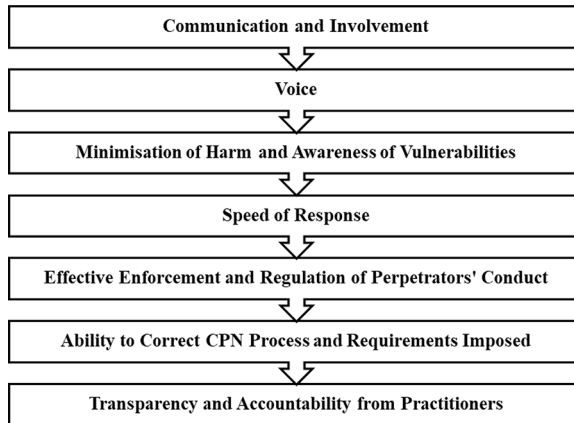 Communication and Involvement
Voice
Minimisation of Harm and Awareness of Vulnerabilities
Speed of Response
Effective Enforcement and Regulation of Perpetrators' Conduct
Ability to Correct CPN Process and Requirements Imposed
Transparency and Accountability from Practitioners